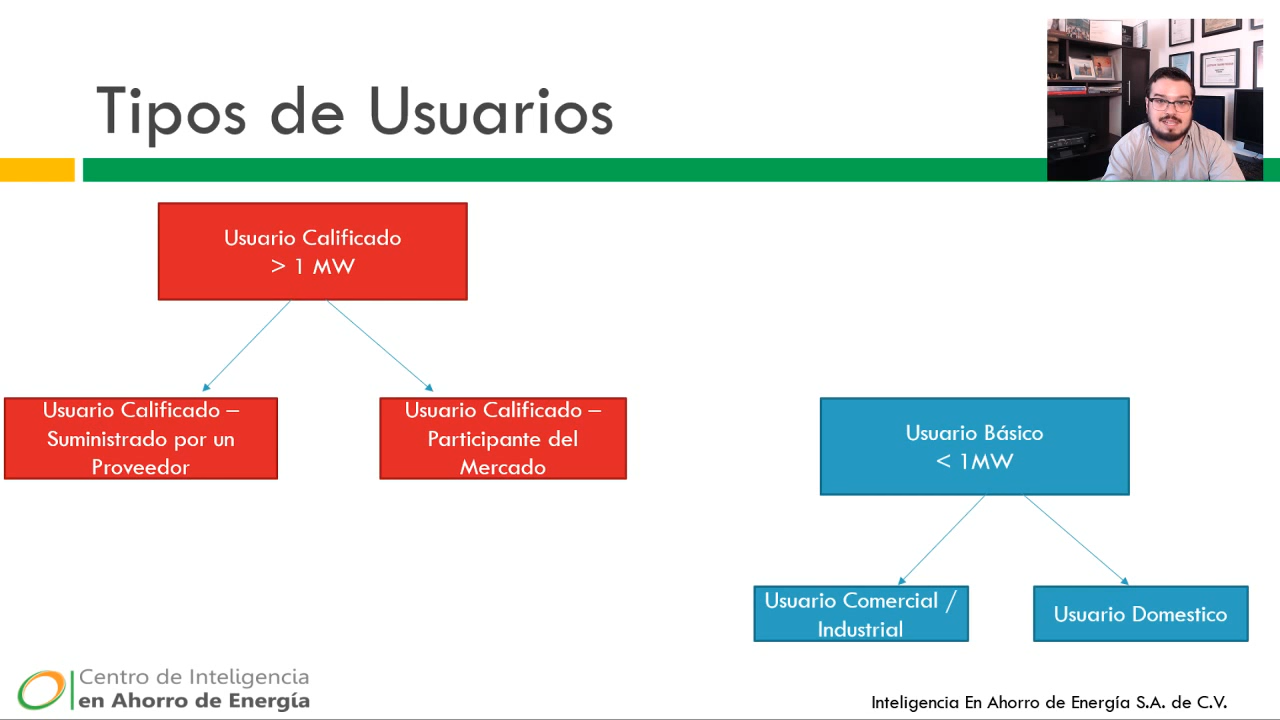 Tipos de Usuarios
Usuario Calificado
> 1 MW
Usuario Calificado –
Suministrado por un
Proveedor
Usuario Calificado –
Participante del
Mercado
Usuario Básico
< 1MW
Usuario Comercial /
Industrial
Usuario Domestico
Centro de Inteligencia
en Ahorro de Energía
Inteligencia En Ahorro de Energía S.A. de C.V.